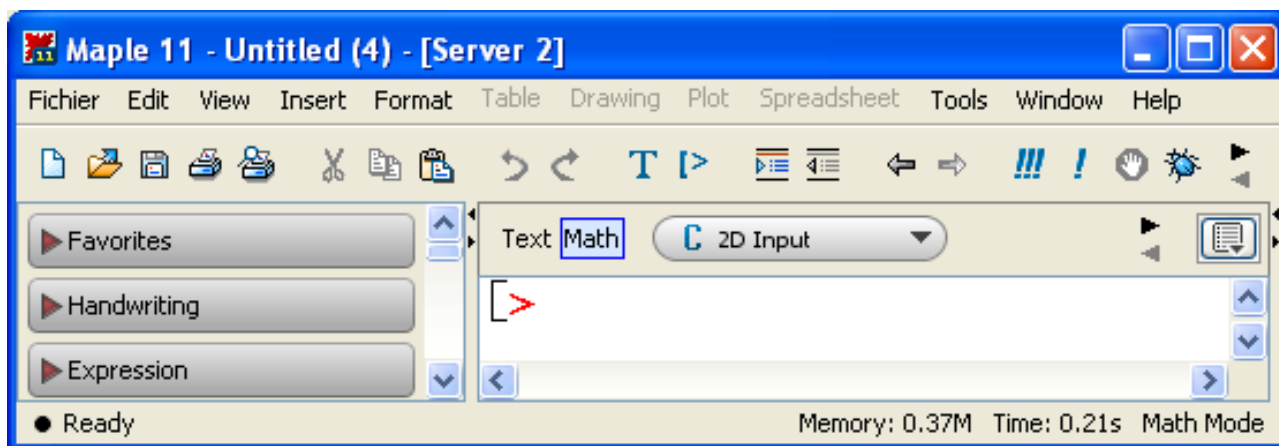 Maple 11 - Untitled (4) - [Server 2]
Fichier Edit View Insert Format Table Drawing Plot Spreadsheet Tools Window Help
T [> !!! !
Favorites
Text Math C 2D Input
Handwriting
[>
Expression
Ready
Memory: 0.37M Time: 0.21s Math Mode